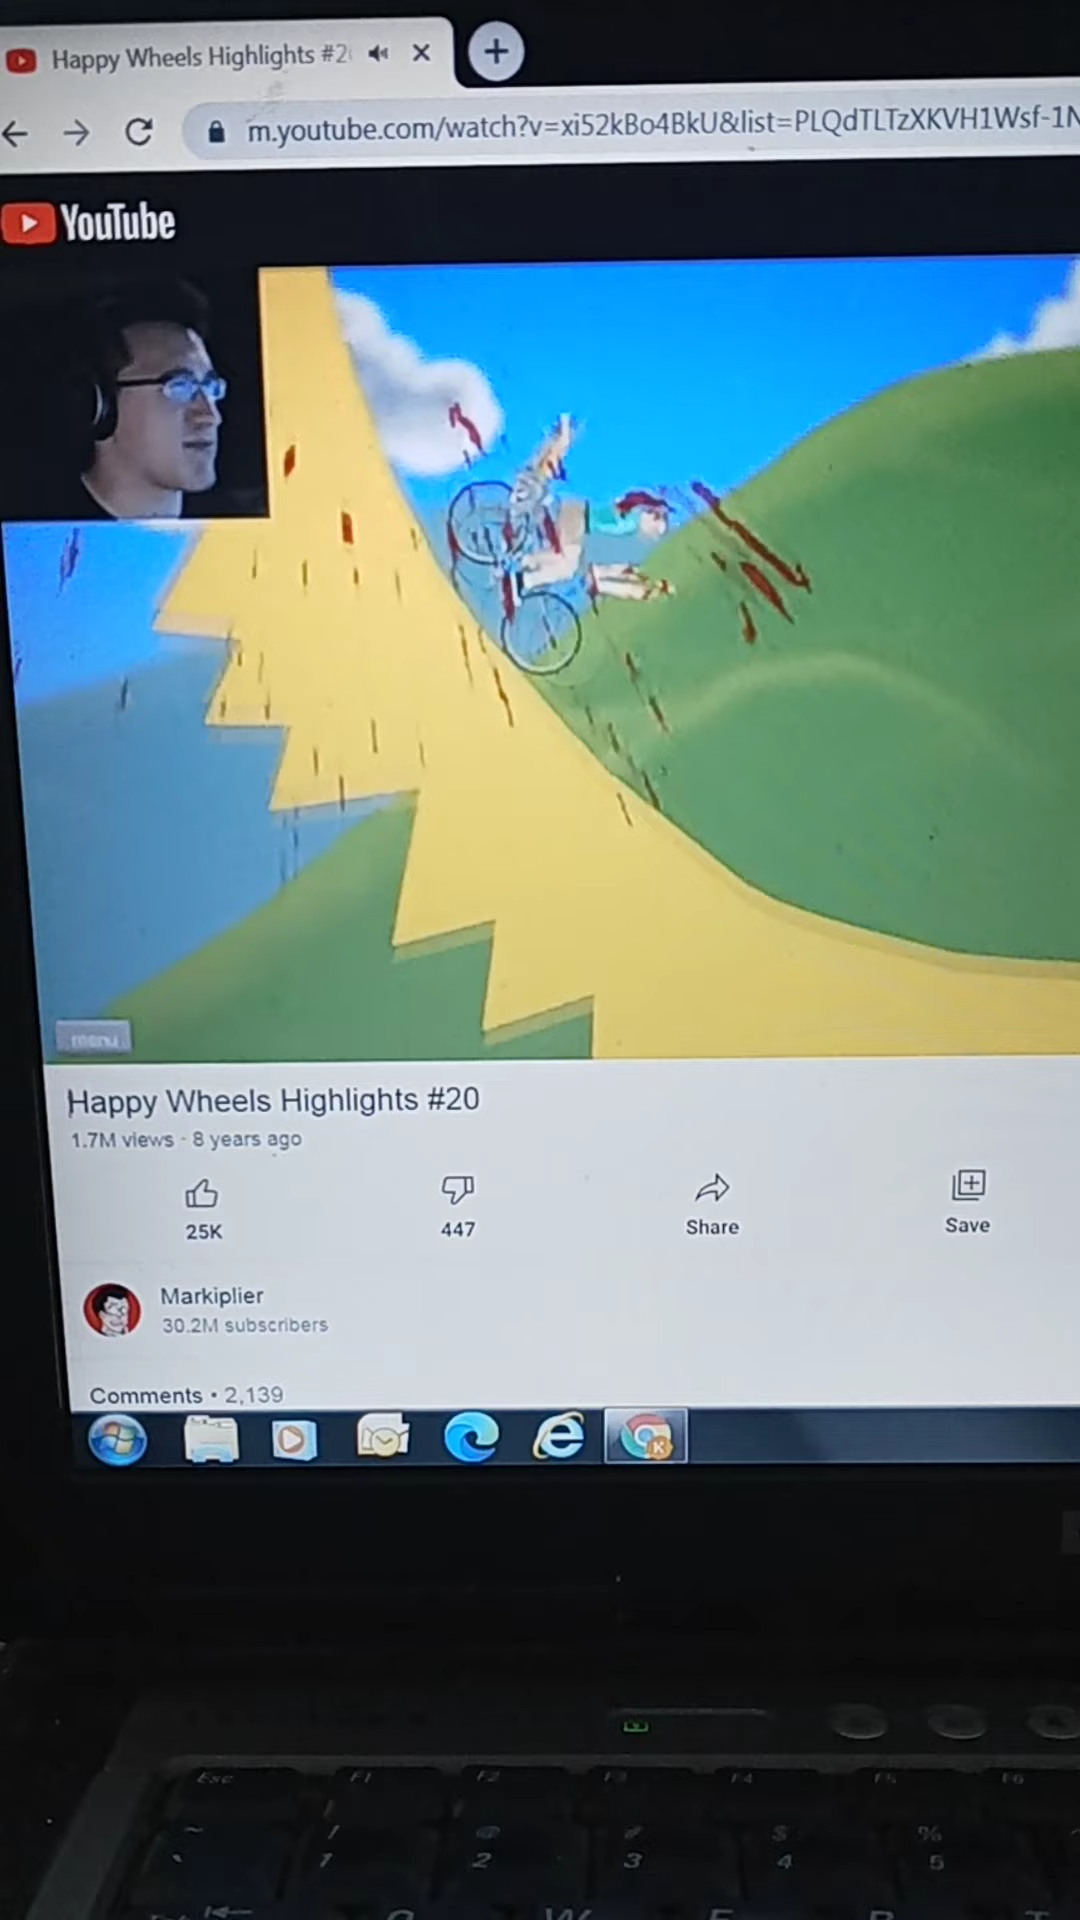 Happy Wheels Highlights #2
m.youtube.com/watch?v=xi52kBo4BkU&list=PLQdTLTzXKVH1Wsf-1N
YouTube
menu
Happy Wheels Highlights #20
1.7M views · 8 years ago
25K
447
Share
Save
Markiplier
30.2M subscribers
Comments • 2,139
K
Esc F1 F2 F3 F4 F5 F6
~ ! @ # $ %
` 1 2 3 4 5
Q W E R T